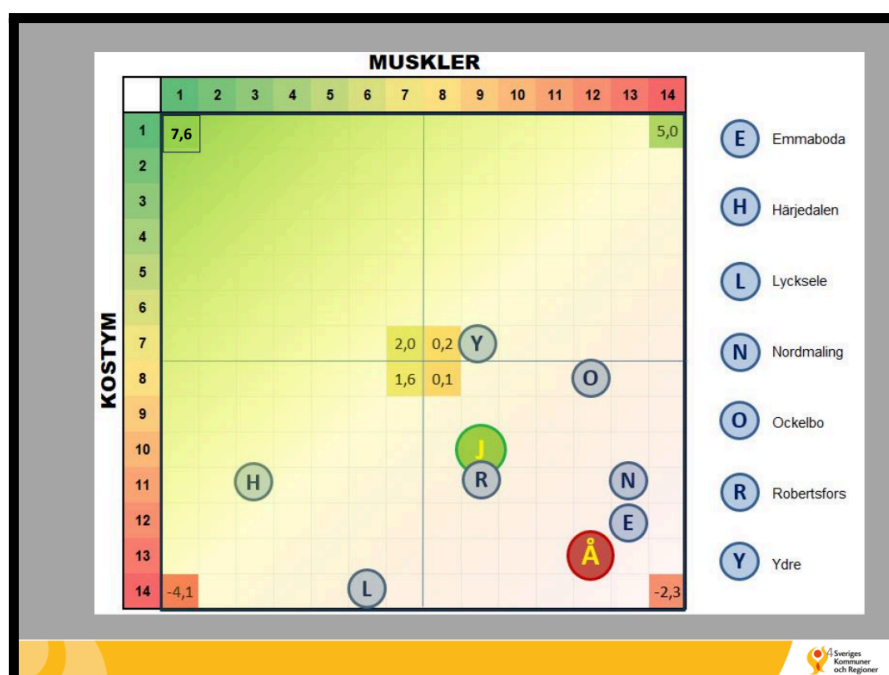 MUSKLER
1 2 3 4 5 6 7 8 9 10 11 12 13 14
KOSTYM
1 7,6 5,0
2
3
4
5
6
7 2,0 0,2 Y
8 1,6 0,1 O
9
10 J
11 H R N
12 E
13 Å
14 -4,1 L -2,3
E Emmaboda
H Härjedalen
L Lycksele
N Nordmaling
O Ockelbo
R Robertsfors
Y Ydre
4
Sveriges
Kommuner
och Regioner